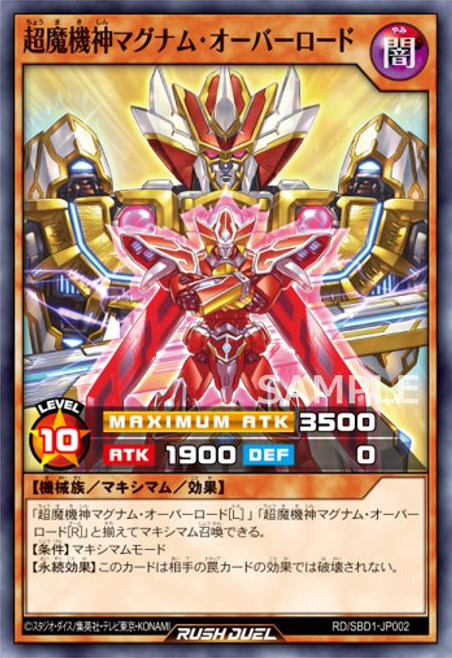 超魔機神マグナム・オーバーロード
闇
SAMPLE
LEVEL
10
MAXIMUM ATK 3500
ATK 1900 DEF 0
【機械族／マキシマム／効果】
「超魔機神マグナム・オーバーロード[L]」「超魔機神マグナム・オーバー
ロード[R]」と揃えてマキシマム召喚できる。
【条件】マキシマムモード
【永続効果】このカードは相手の罠カードの効果では破壊されない。
©スタジオ・ダイス/集英社・テレビ東京・KONAMI
RUSH DUEL
RD/SBD1-JP002